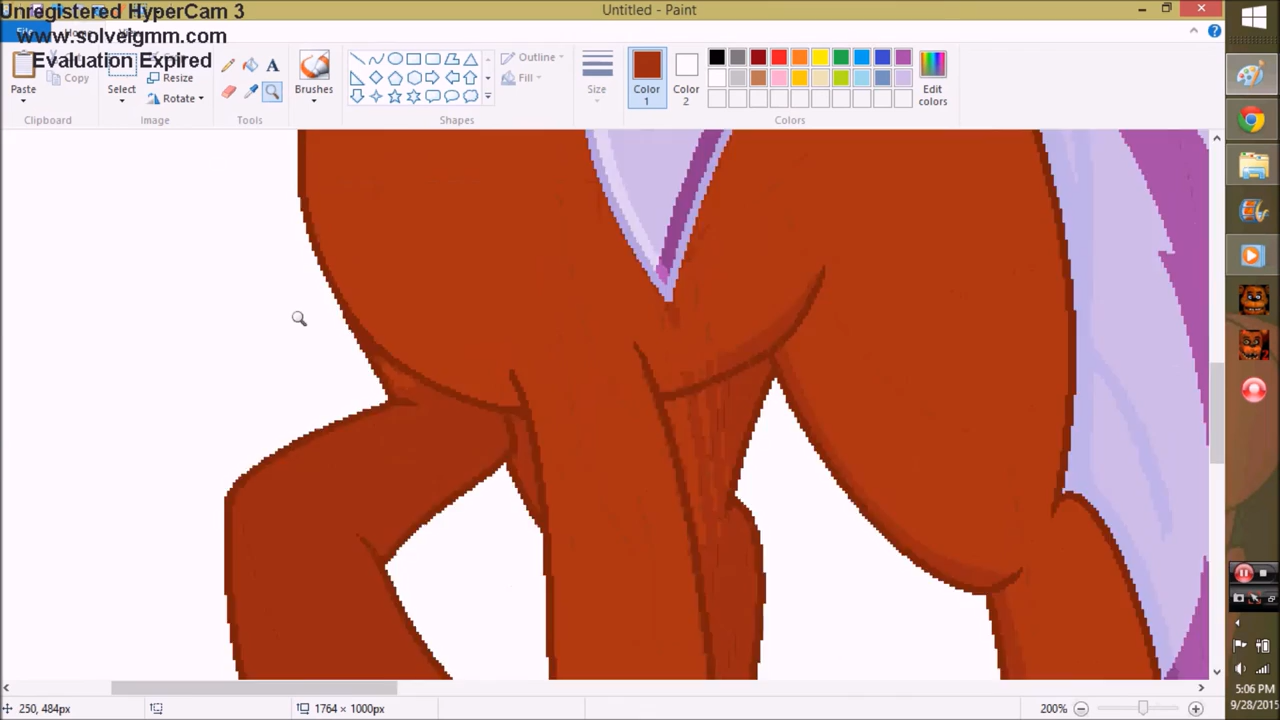 Unregistered HyperCam 3
www.solveigmm.com
Evaluation Expired
Untitled - Paint
Paste
Cut
Copy
Clipboard
Select
Resize
Rotate
Image
A
Tools
Brushes
Shapes
Outline
Fill
Size
Color 1
Color 2
Edit colors
Colors
250, 484px
1764 × 1000px
200%
5:06 PM
9/28/2015